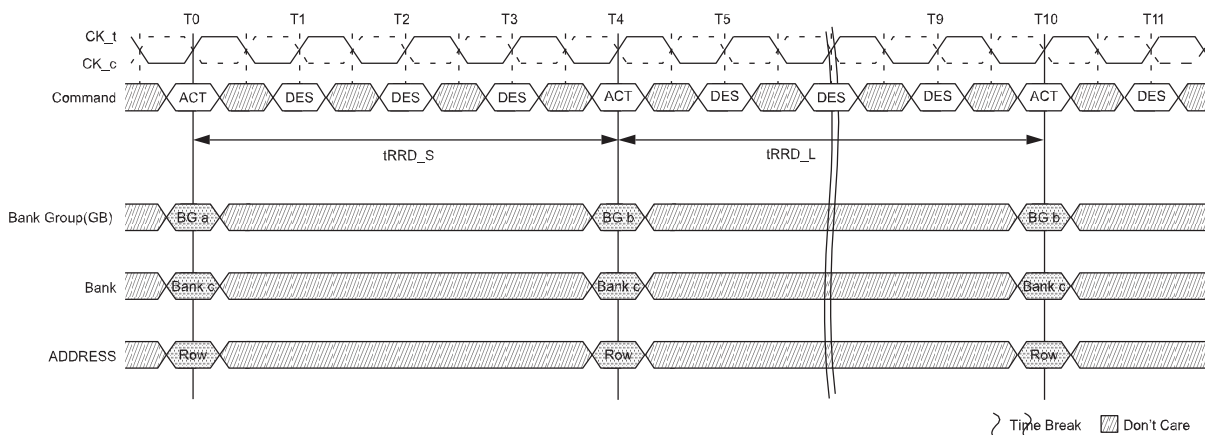 T0 T1 T2 T3 T4 T5 T9 T10 T11
CK_t
CK_c
Command ACT DES DES DES ACT DES DES DES ACT DES
tRRD_S tRRD_L
Bank Group(GB) BG a BG b BG b
Bank Bank c Bank c Bank c
ADDRESS Row Row Row
Time Break Don't Care